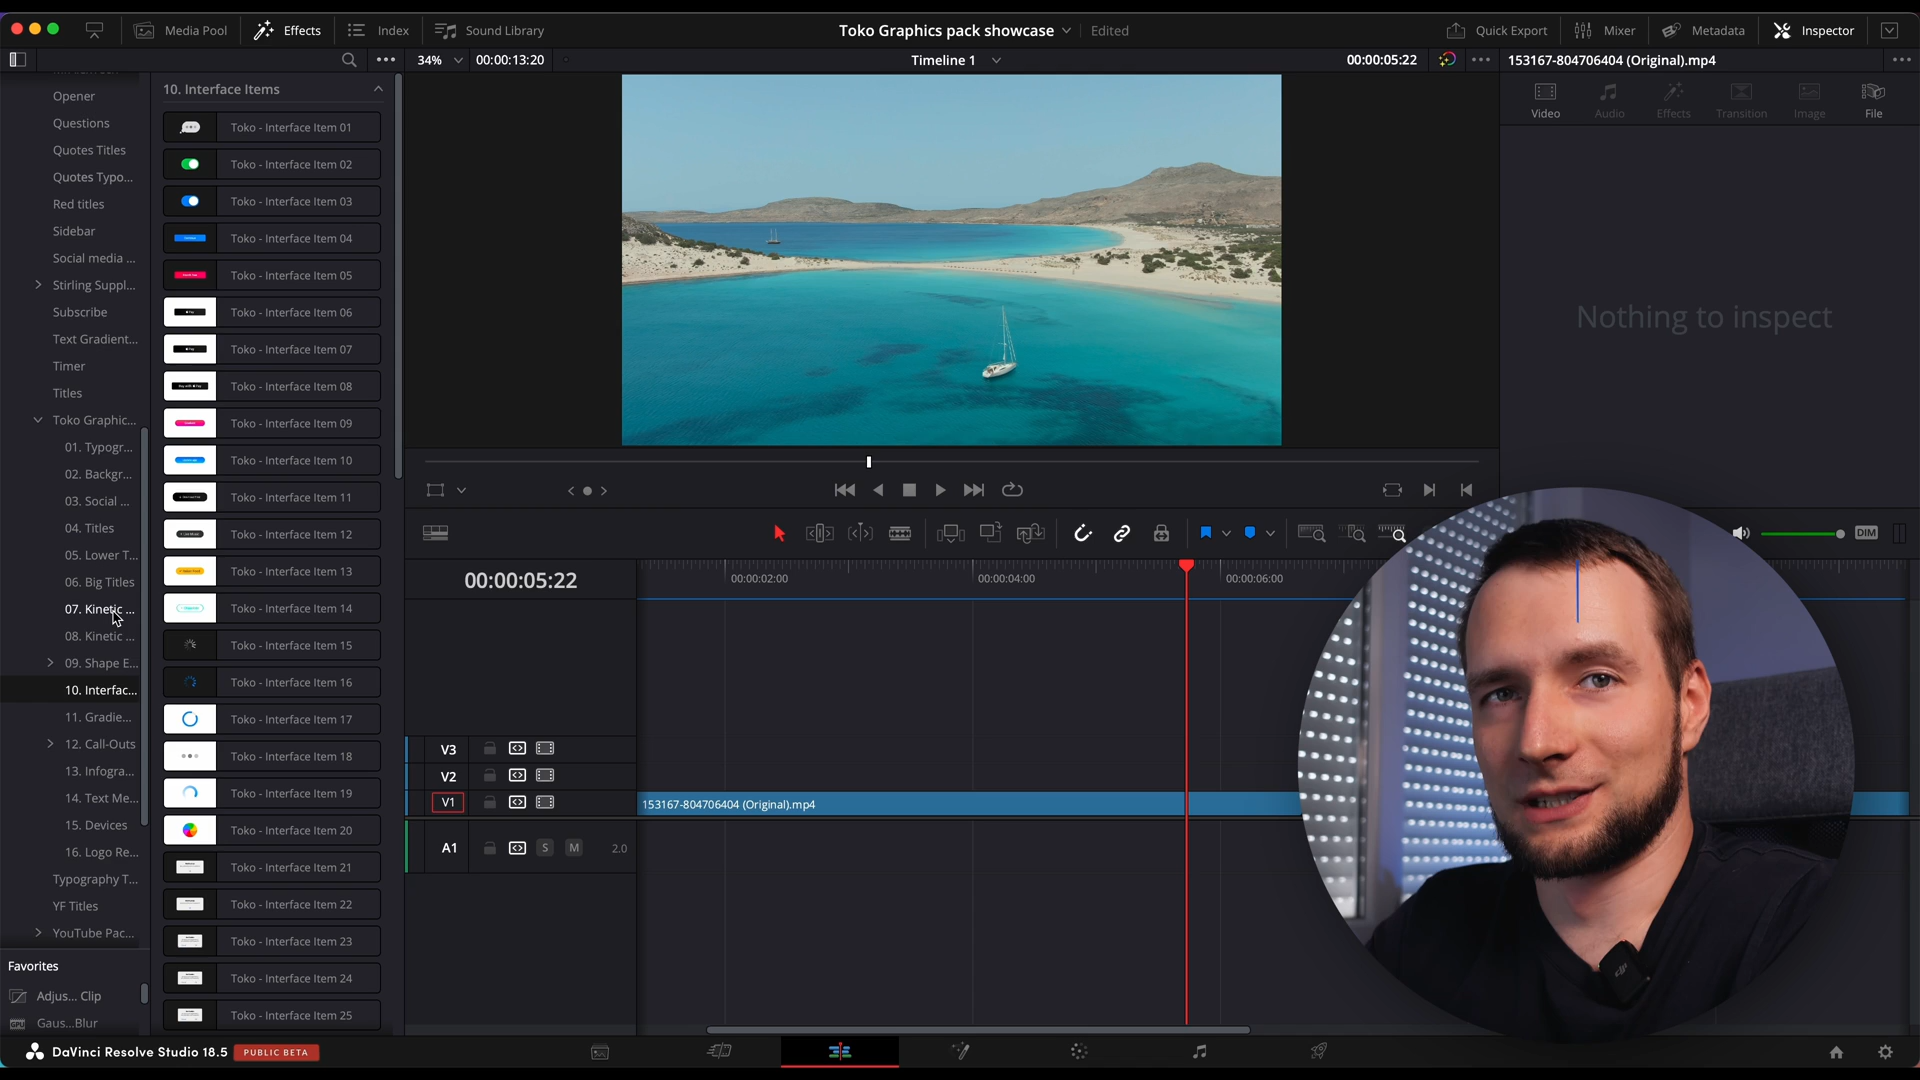 Media Pool
Effects
Index
Sound Library
Toko Graphics pack showcase
Edited
Quick Export
Mixer
Metadata
Inspector
34%
00:00:13:20
Timeline 1
00:00:05:22
153167-804706404 (Original).mp4
Opener
Questions
Quotes Titles
Quotes Typo...
Red titles
Sidebar
Social media ...
Stirling Suppl...
Subscribe
Text Gradient...
Timer
Titles
Toko Graphic...
01. Typogr...
02. Backgr...
03. Social ...
04. Titles
05. Lower T...
06. Big Titles
07. Kinetic ...
08. Kinetic ...
09. Shape E...
10. Interfac...
11. Gradie...
12. Call-Outs
13. Infogra...
14. Text Me...
15. Devices
16. Logo Re...
Typography T...
YF Titles
YouTube Pac...
Favorites
Adjus... Clip
Gaus...Blur
10. Interface Items
Toko - Interface Item 01
Toko - Interface Item 02
Toko - Interface Item 03
Toko - Interface Item 04
Toko - Interface Item 05
Toko - Interface Item 06
Toko - Interface Item 07
Toko - Interface Item 08
Toko - Interface Item 09
Toko - Interface Item 10
Toko - Interface Item 11
Toko - Interface Item 12
Toko - Interface Item 13
Toko - Interface Item 14
Toko - Interface Item 15
Toko - Interface Item 16
Toko - Interface Item 17
Toko - Interface Item 18
Toko - Interface Item 19
Toko - Interface Item 20
Toko - Interface Item 21
Toko - Interface Item 22
Toko - Interface Item 23
Toko - Interface Item 24
Toko - Interface Item 25
Video
Audio
Effects
Transition
Image
File
Nothing to inspect
DIM
00:00:05:22
00:00:02:00
00:00:04:00
00:00:06:00
V3
V2
V1
153167-804706404 (Original).mp4
A1
S
M
2.0
DaVinci Resolve Studio 18.5
PUBLIC BETA